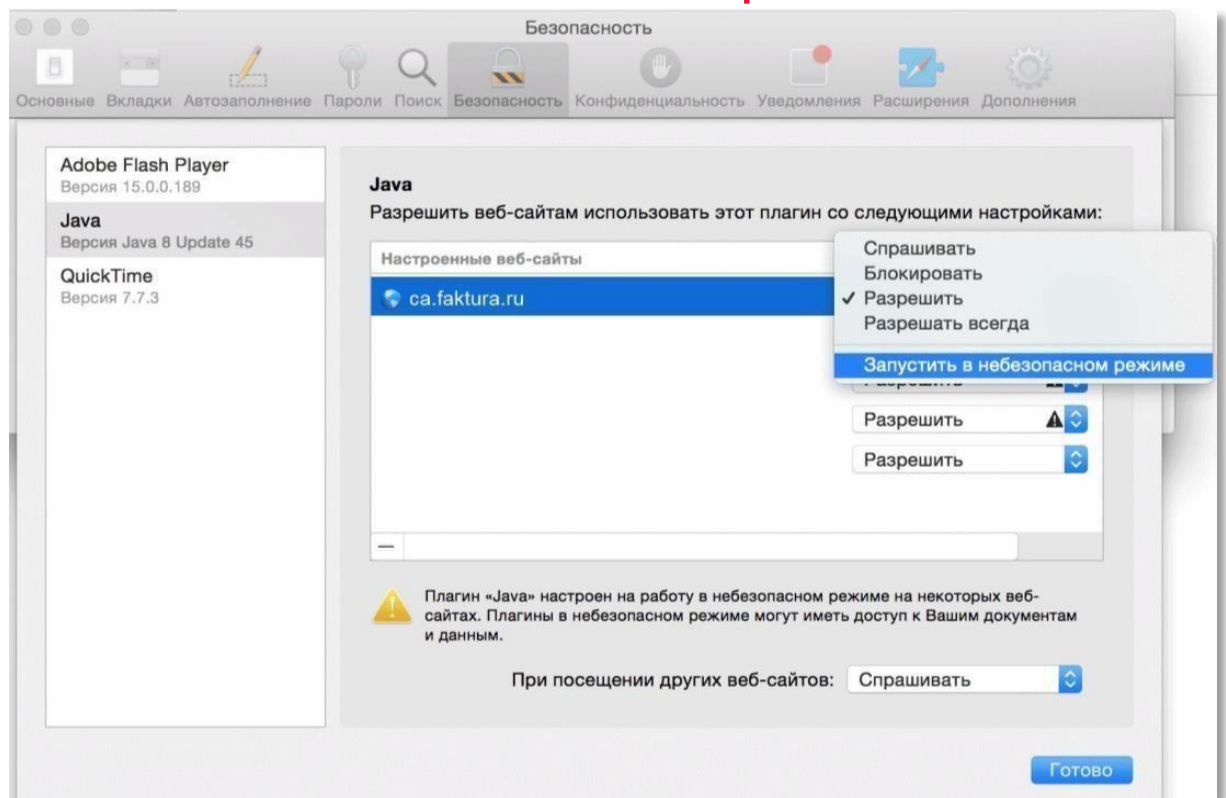 Безопасность
Основные Вкладки Автозаполнение Пароли Поиск Безопасность Конфиденциальность Уведомления Расширения Дополнения
Adobe Flash Player
Версия 15.0.0.189
Java
Версия Java 8 Update 45
QuickTime
Версия 7.7.3
Java
Разрешить веб-сайтам использовать этот плагин со следующими настройками:
Настроенные веб-сайты
ca.faktura.ru
Спрашивать
Блокировать
✓ Разрешить
Разрешать всегда
Запустить в небезопасном режиме
Разрешить
Разрешить
Плагин «Java» настроен на работу в небезопасном режиме на некоторых веб-
сайтах. Плагины в небезопасном режиме могут иметь доступ к Вашим документам
и данным.
При посещении других веб-сайтов: Спрашивать
Готово